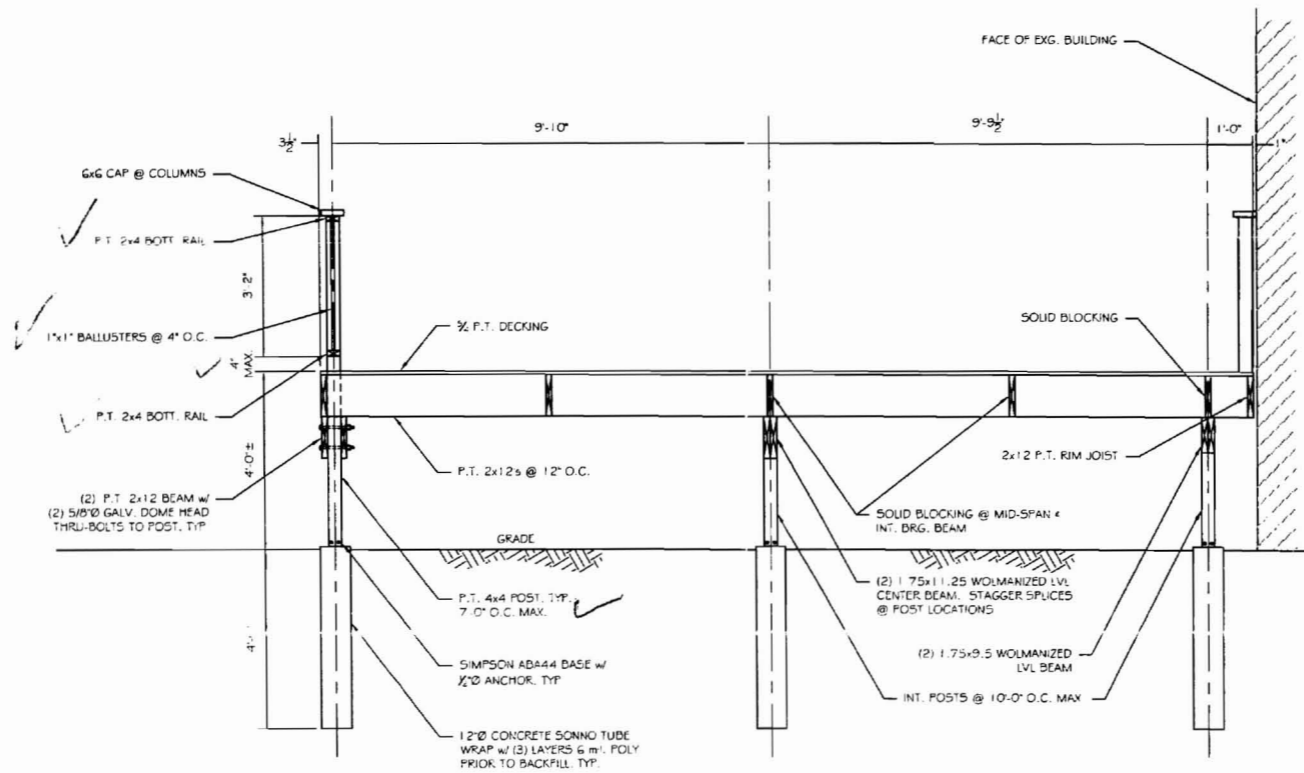 FACE OF EXG. BUILDING
3½"
9'-10"
9'-9½"
1'-0"
1"
6x6 CAP @ COLUMNS
P.T. 2x4 BOTT. RAIL
3'-2"
1"x1" BALLUSTERS @ 4" O.C.
4"
MAX.
P.T. 2x4 BOTT. RAIL
4'-0"±
P.T. DECKING
SOLID BLOCKING
P.T. 2x12s @ 12" O.C.
2x12 P.T. RIM JOIST
(2) P.T. 2x12 BEAM w/
(2) 5/8"Ø GALV. DOME HEAD
THRU-BOLTS TO POST. TYP
SOLID BLOCKING @ MID-SPAN &
INT. BRG. BEAM
GRADE
P.T. 4x4 POST. TYP.
7'-0" O.C. MAX.
(2) 1.75x11.25 WOLMANIZED LVL
CENTER BEAM. STAGGER SPLICES
@ POST LOCATIONS
SIMPSON ABA44 BASE w/
½"Ø ANCHOR. TYP
(2) 1.75x9.5 WOLMANIZED
LVL BEAM
INT. POSTS @ 10'-0" O.C. MAX
12"Ø CONCRETE SONNO TUBE
WRAP w/ (3) LAYERS 6 mil. POLY
PRIOR TO BACKFILL. TYP.